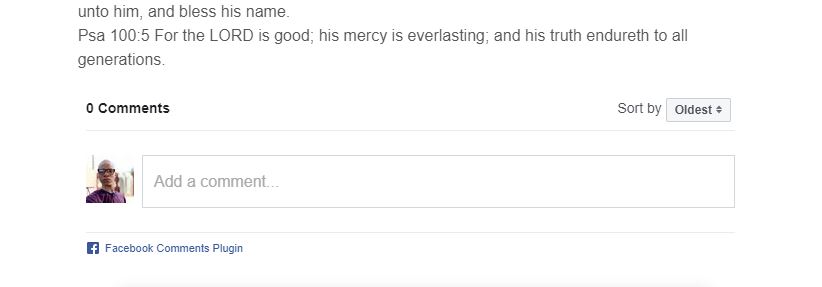 unto him, and bless his name.
Psa 100:5 For the LORD is good; his mercy is everlasting; and his truth endureth to all
generations.
0 Comments
Sort by Oldest
Add a comment...
Facebook Comments Plugin